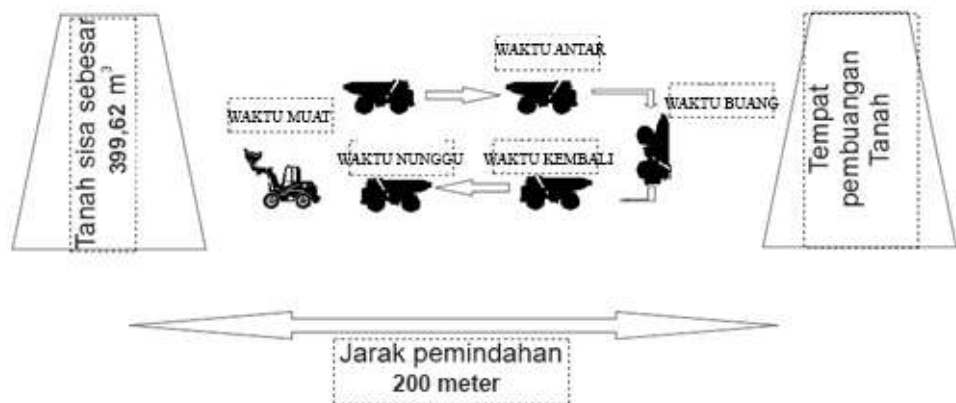 Tanah sisa sebesar
399,62 m³
WAKTU MUAT
WAKTU ANTAR
WAKTU BUANG
WAKTU NUNGGU
WAKTU KEMBALI
Tempat
pembuangan
Tanah
Jarak pemindahan
200 meter